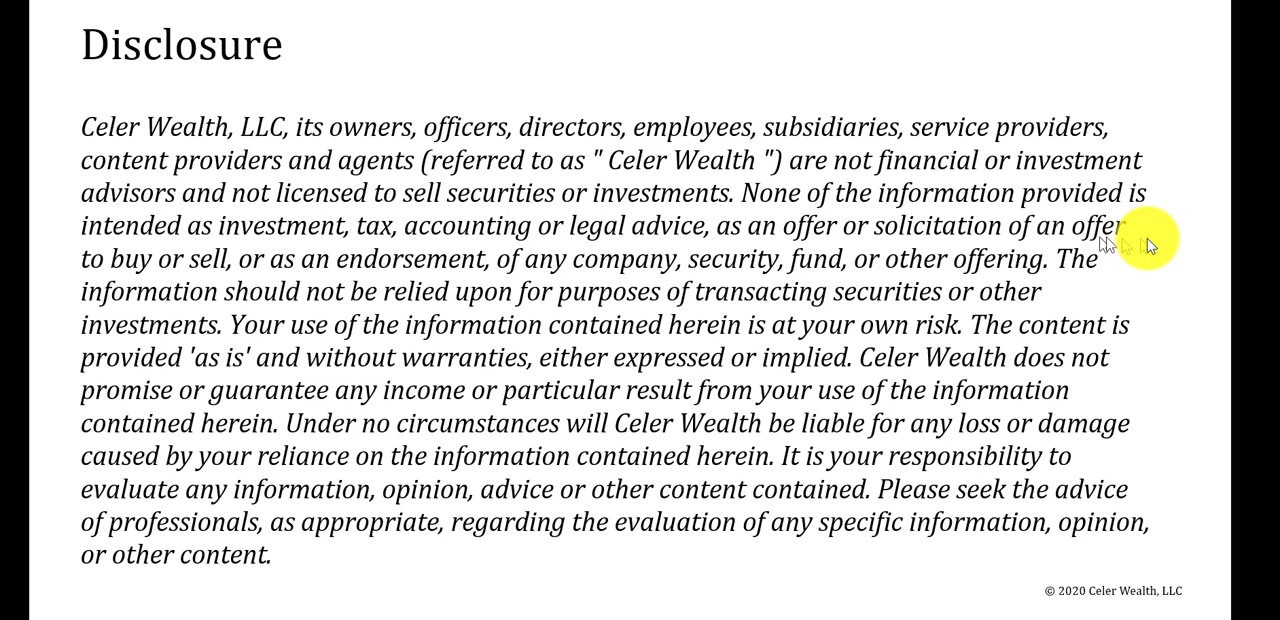 Disclosure
Celer Wealth, LLC, its owners, officers, directors, employees, subsidiaries, service providers,
content providers and agents (referred to as " Celer Wealth ") are not financial or investment
advisors and not licensed to sell securities or investments. None of the information provided is
intended as investment, tax, accounting or legal advice, as an offer or solicitation of an offer
to buy or sell, or as an endorsement, of any company, security, fund, or other offering. The
information should not be relied upon for purposes of transacting securities or other
investments. Your use of the information contained herein is at your own risk. The content is
provided 'as is' and without warranties, either expressed or implied. Celer Wealth does not
promise or guarantee any income or particular result from your use of the information
contained herein. Under no circumstances will Celer Wealth be liable for any loss or damage
caused by your reliance on the information contained herein. It is your responsibility to
evaluate any information, opinion, advice or other content contained. Please seek the advice
of professionals, as appropriate, regarding the evaluation of any specific information, opinion,
or other content.
© 2020 Celer Wealth, LLC